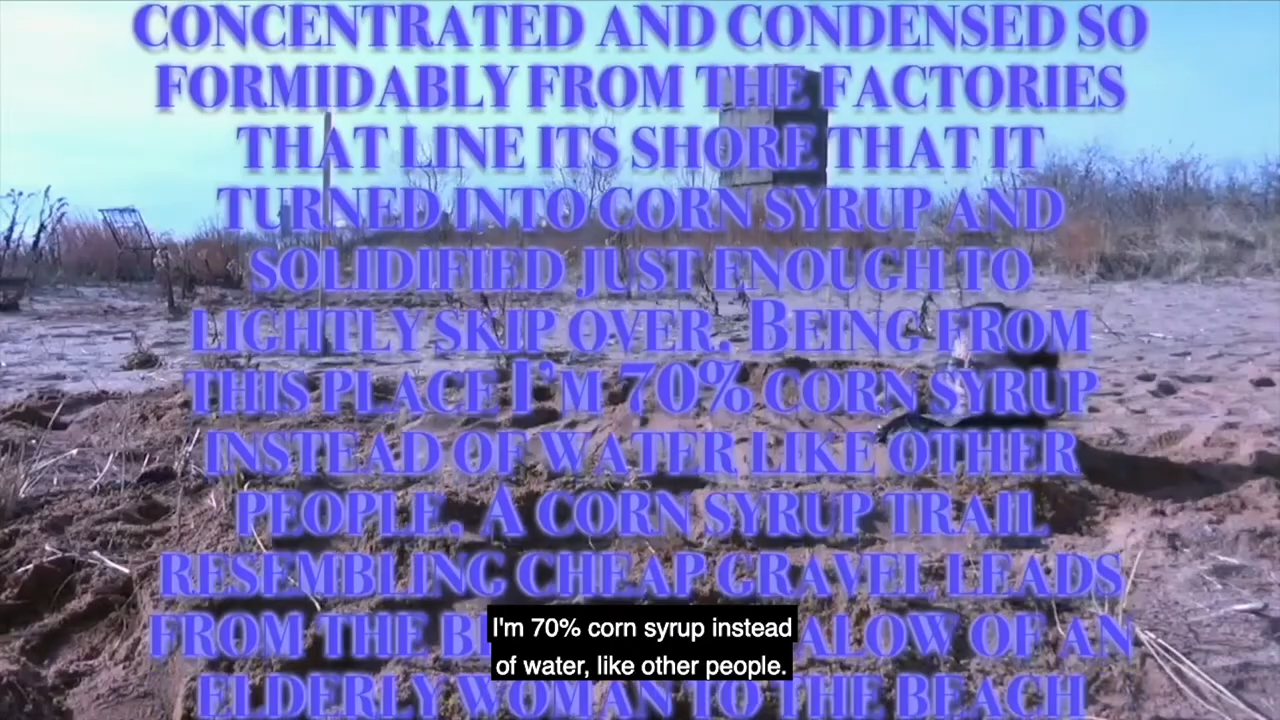 CONCENTRATED AND CONDENSED SO
FORMIDABLY FROM THE FACTORIES
THAT LINE ITS SHORE THAT IT
TURNED INTO CORN SYRUP AND
SOLIDIFIED JUST ENOUGH TO
LIGHTLY SKIP OVER. BEING FROM
THIS PLACE I'M 70% CORN SYRUP
INSTEAD OF WATER LIKE OTHER
PEOPLE. A CORN SYRUP TRAIL
RESEMBLING CHEAP GRAVEL LEADS
FROM THE ALOW OF AN
ELDERLY WOMAN TO THE BEACH
I'm 70% corn syrup instead
of water, like other people.